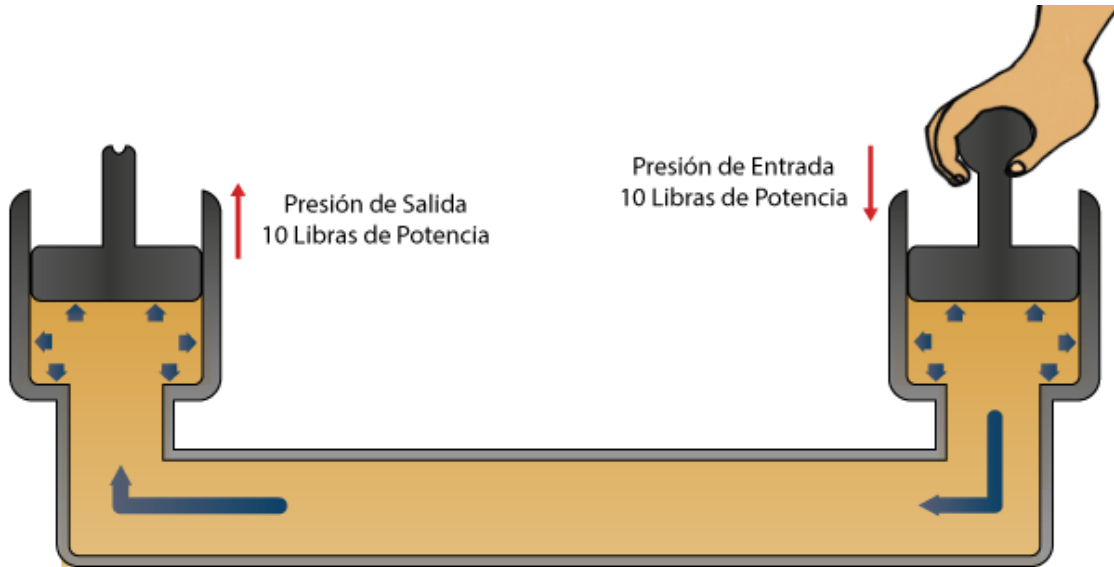 Presión de Salida
10 Libras de Potencia
Presión de Entrada
10 Libras de Potencia